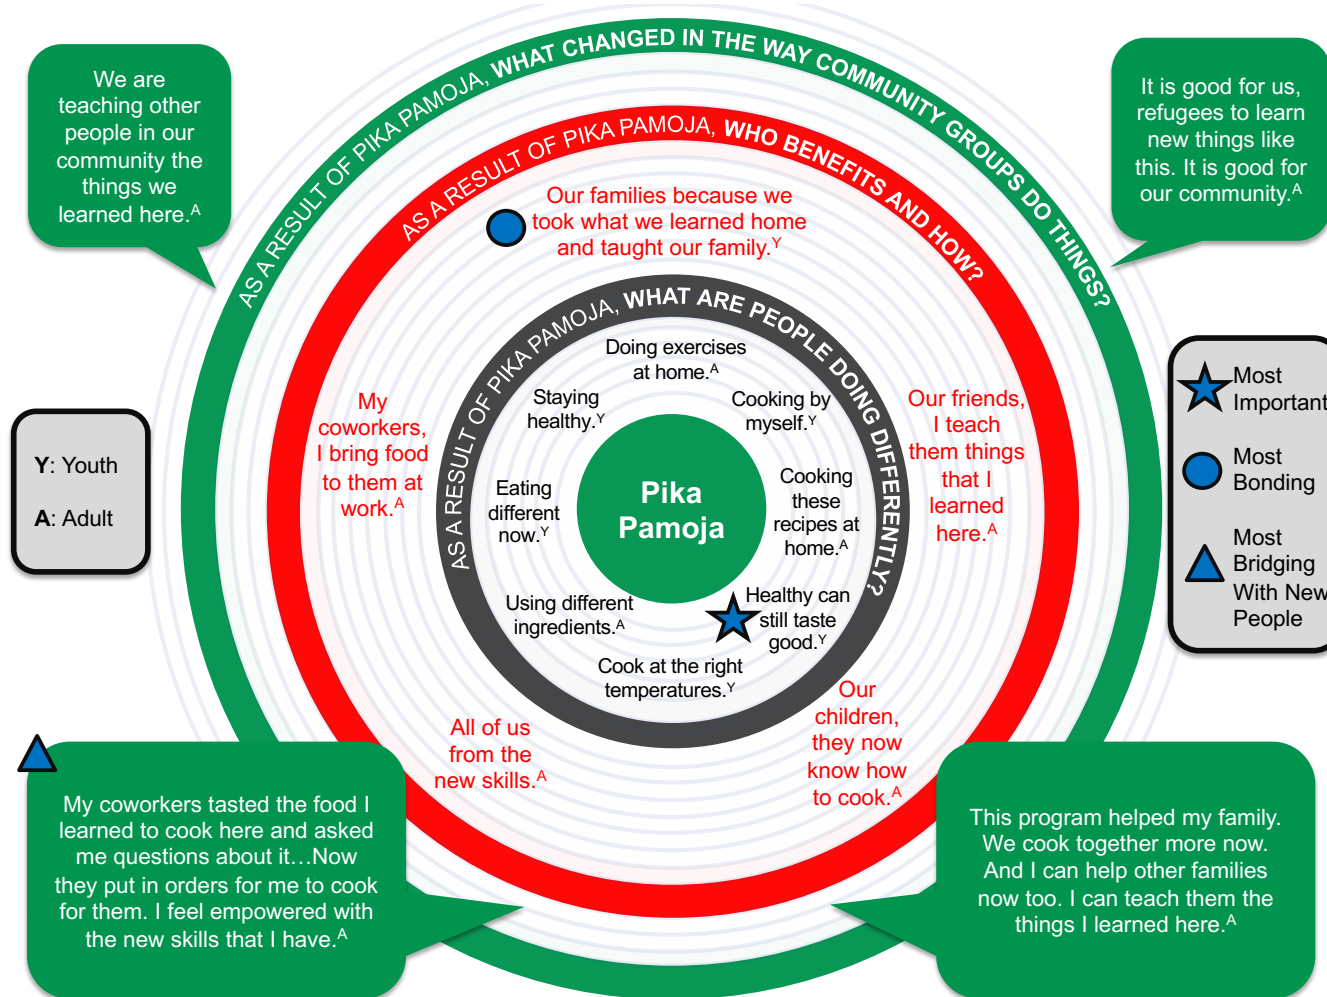 AS A RESULT OF PIKA PAMOJA, WHAT CHANGED IN THE WAY COMMUNITY GROUPS DO THINGS?
We are
teaching other
people in our
community the
things we
learned here.A
It is good for us,
refugees to learn
new things like
this. It is good for
our community.A
AS A RESULT OF PIKA PAMOJA, WHO BENEFITS AND HOW?
Our families because we
took what we learned home
and taught our family.Y
AS A RESULT OF PIKA PAMOJA, WHAT ARE PEOPLE DOING DIFFERENTLY?
Doing exercises
at home.A
Staying
healthy.Y
Cooking by
myself.Y
My
coworkers,
I bring food
to them at
work.A
Our friends,
I teach
them things
that I
learned
here.A
Eating
different
now.Y
Pika
Pamoja
Cooking
these
recipes at
home.A
Using different
ingredients.A
Healthy can
still taste
good.Y
Cook at the right
temperatures.Y
Y: Youth
A: Adult
Most
Important
Most
Bonding
Most
Bridging
With New
People
All of us
from the
new skills.A
Our
children,
they now
know how
to cook.A
My coworkers tasted the food I
learned to cook here and asked
me questions about it…Now
they put in orders for me to cook
for them. I feel empowered with
the new skills that I have.A
This program helped my family.
We cook together more now.
And I can help other families
now too. I can teach them the
things I learned here.A